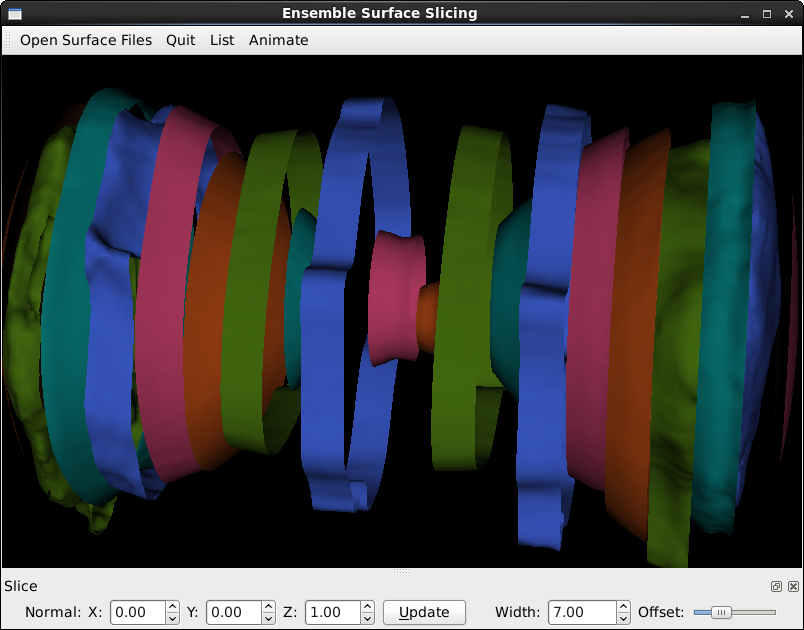 Ensemble Surface Slicing
Open Surface Files Quit List Animate
Slice
Normal: X: 0.00 Y: 0.00 Z: 1.00 Update Width: 7.00 Offset: